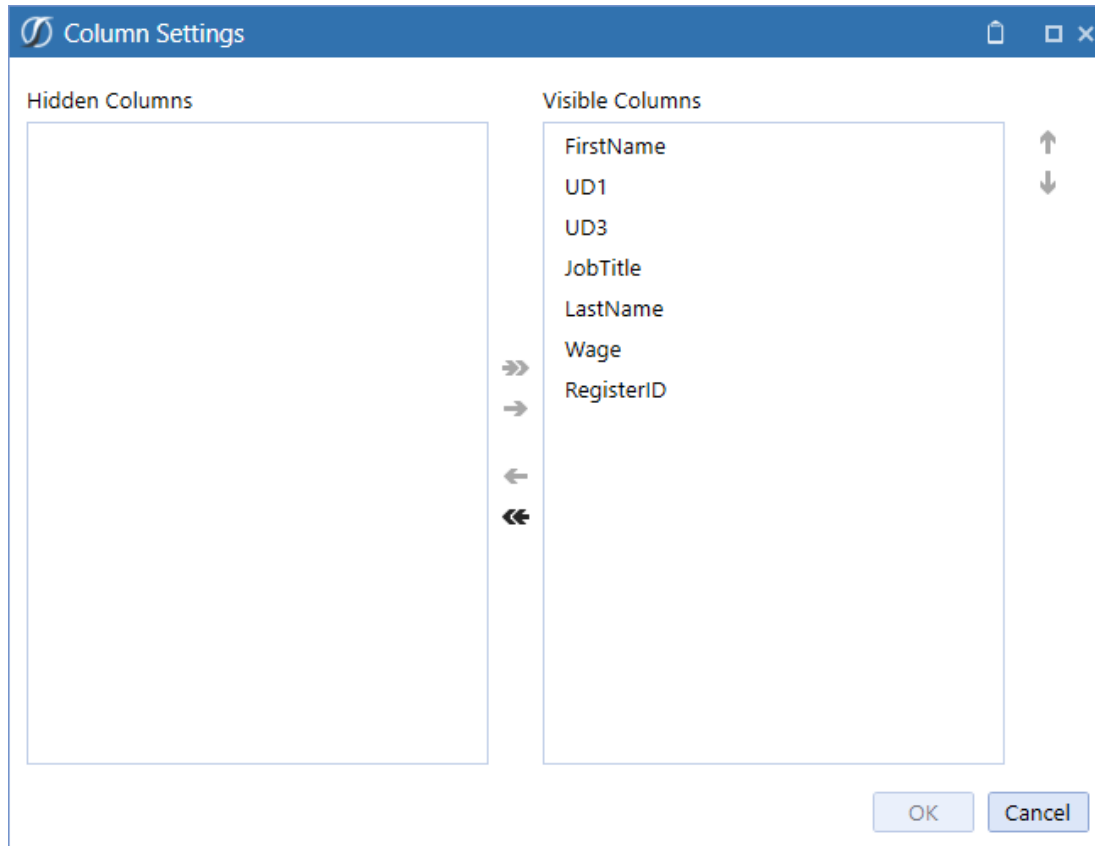 Column Settings
Hidden Columns
Visible Columns
FirstName
UD1
UD3
JobTitle
LastName
Wage
RegisterID
OK
Cancel